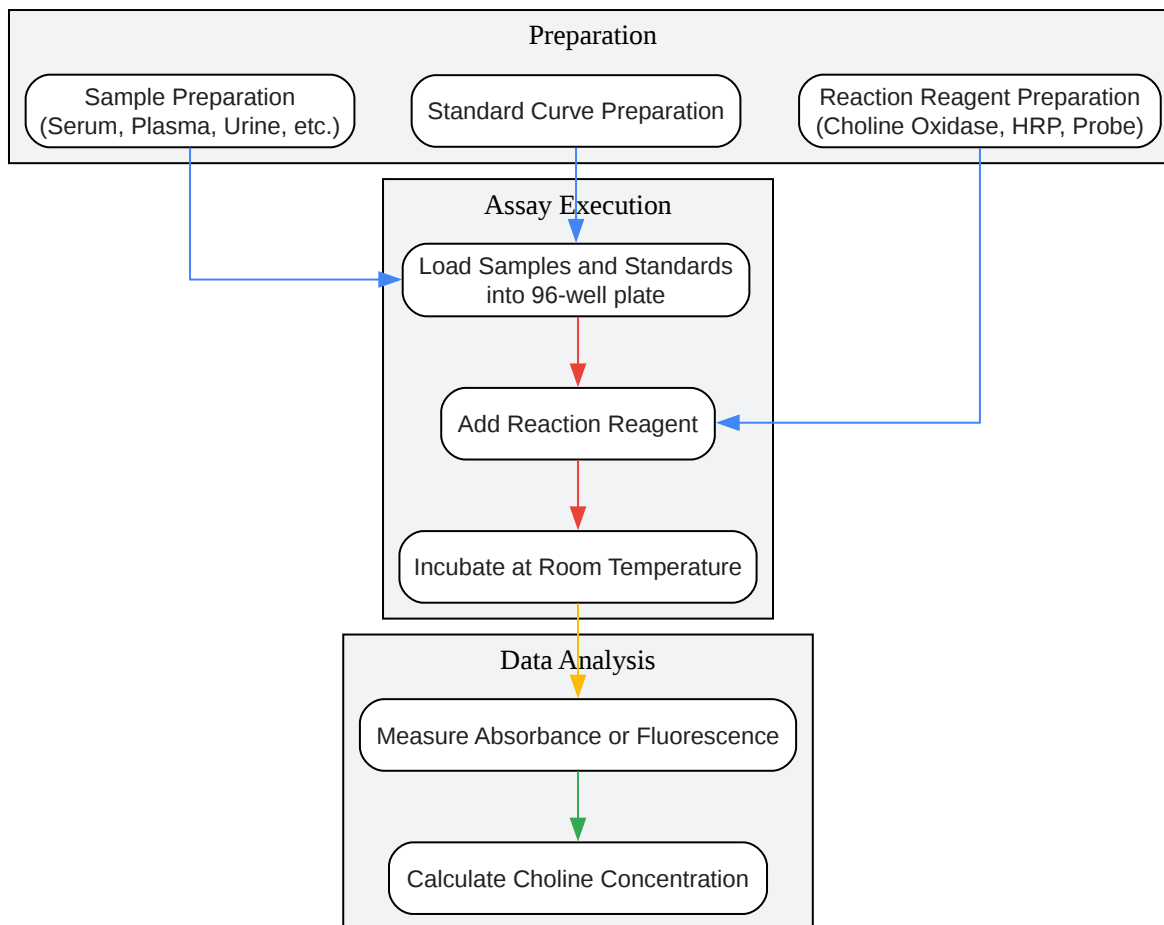 Preparation
Sample Preparation
(Serum, Plasma, Urine, etc.)
Standard Curve Preparation
Reaction Reagent Preparation
(Choline Oxidase, HRP, Probe)
Assay Execution
Load Samples and Standards
into 96-well plate
Add Reaction Reagent
Incubate at Room Temperature
Data Analysis
Measure Absorbance or Fluorescence
Calculate Choline Concentration